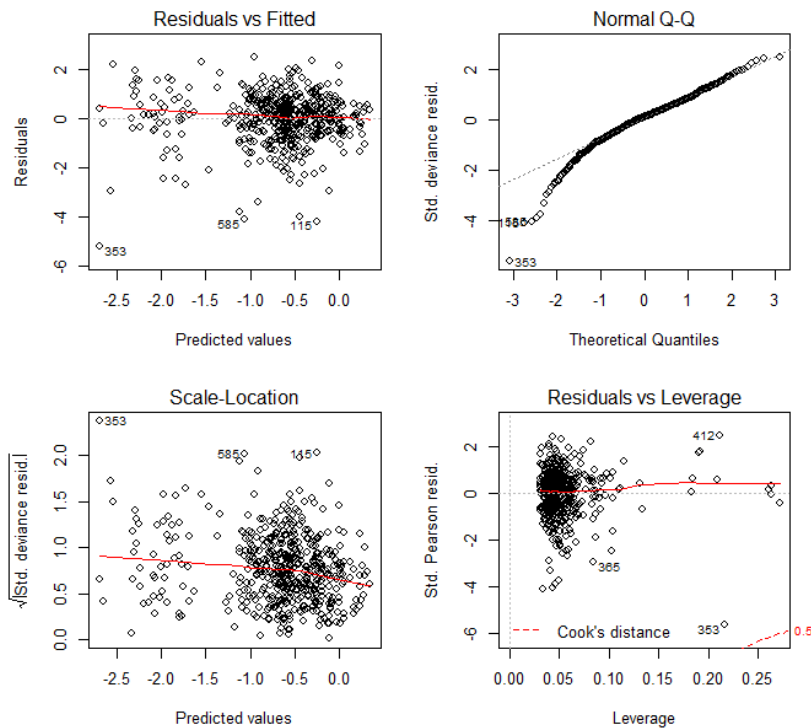 Residuals vs Fitted
Residuals
2
0
-2
-4
-6
585
115
353
-2.5 -2.0 -1.5 -1.0 -0.5 0.0
Predicted values
Normal Q-Q
Std. deviance resid.
2
0
-2
-4
353
-3 -2 -1 0 1 2 3
Theoretical Quantiles
Scale-Location
√|Std. deviance resid.|
2.0
1.5
1.0
0.5
0.0
353
585
115
-2.5 -2.0 -1.5 -1.0 -0.5 0.0
Predicted values
Residuals vs Leverage
Std. Pearson resid.
2
0
-2
-4
-6
412
365
353
Cook's distance
0.5
0.00 0.05 0.10 0.15 0.20 0.25
Leverage